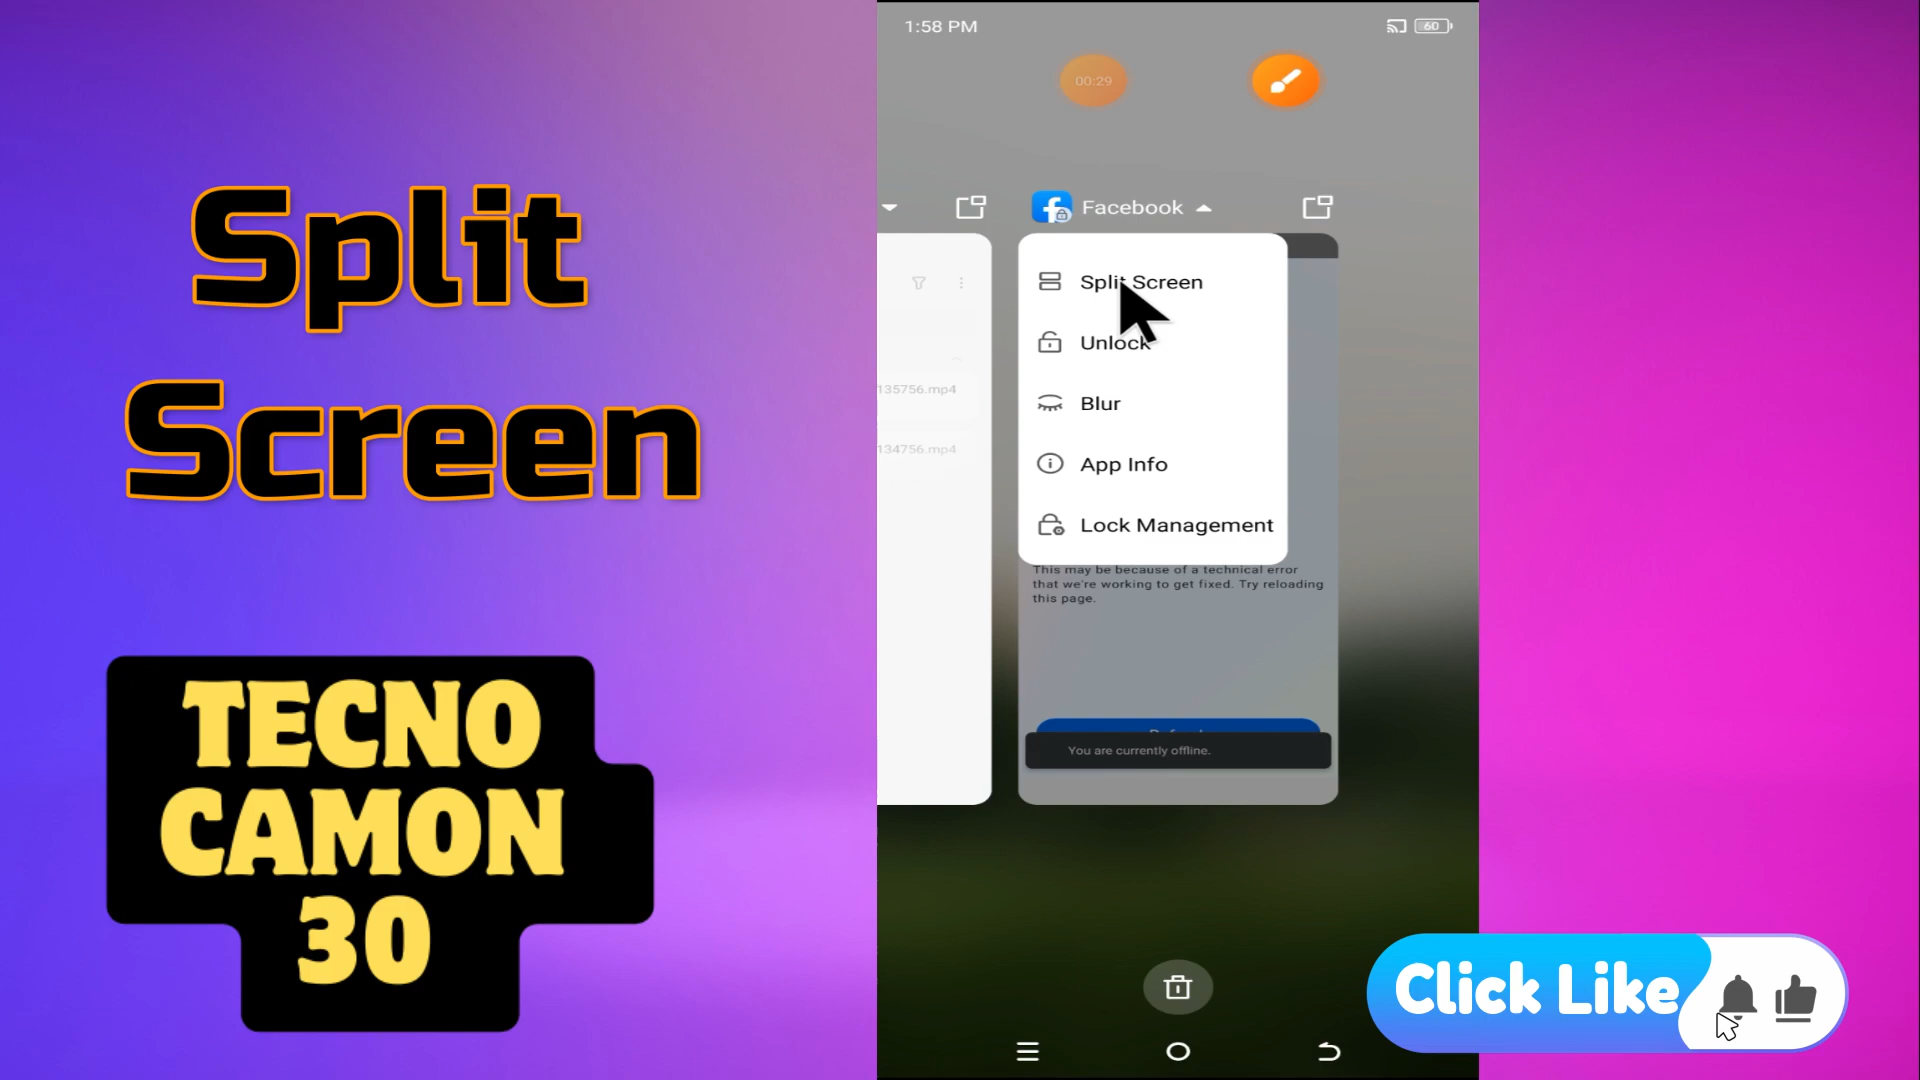 Split
Screen
TECNO
CAMON
30
1:58 PM
60
00:29
Facebook
Split Screen
Unlock
Blur
App Info
Lock Management
135756.mp4
134756.mp4
This may be because of a technical error
that we're working to get fixed. Try reloading
this page.
You are currently offline.
Click Like